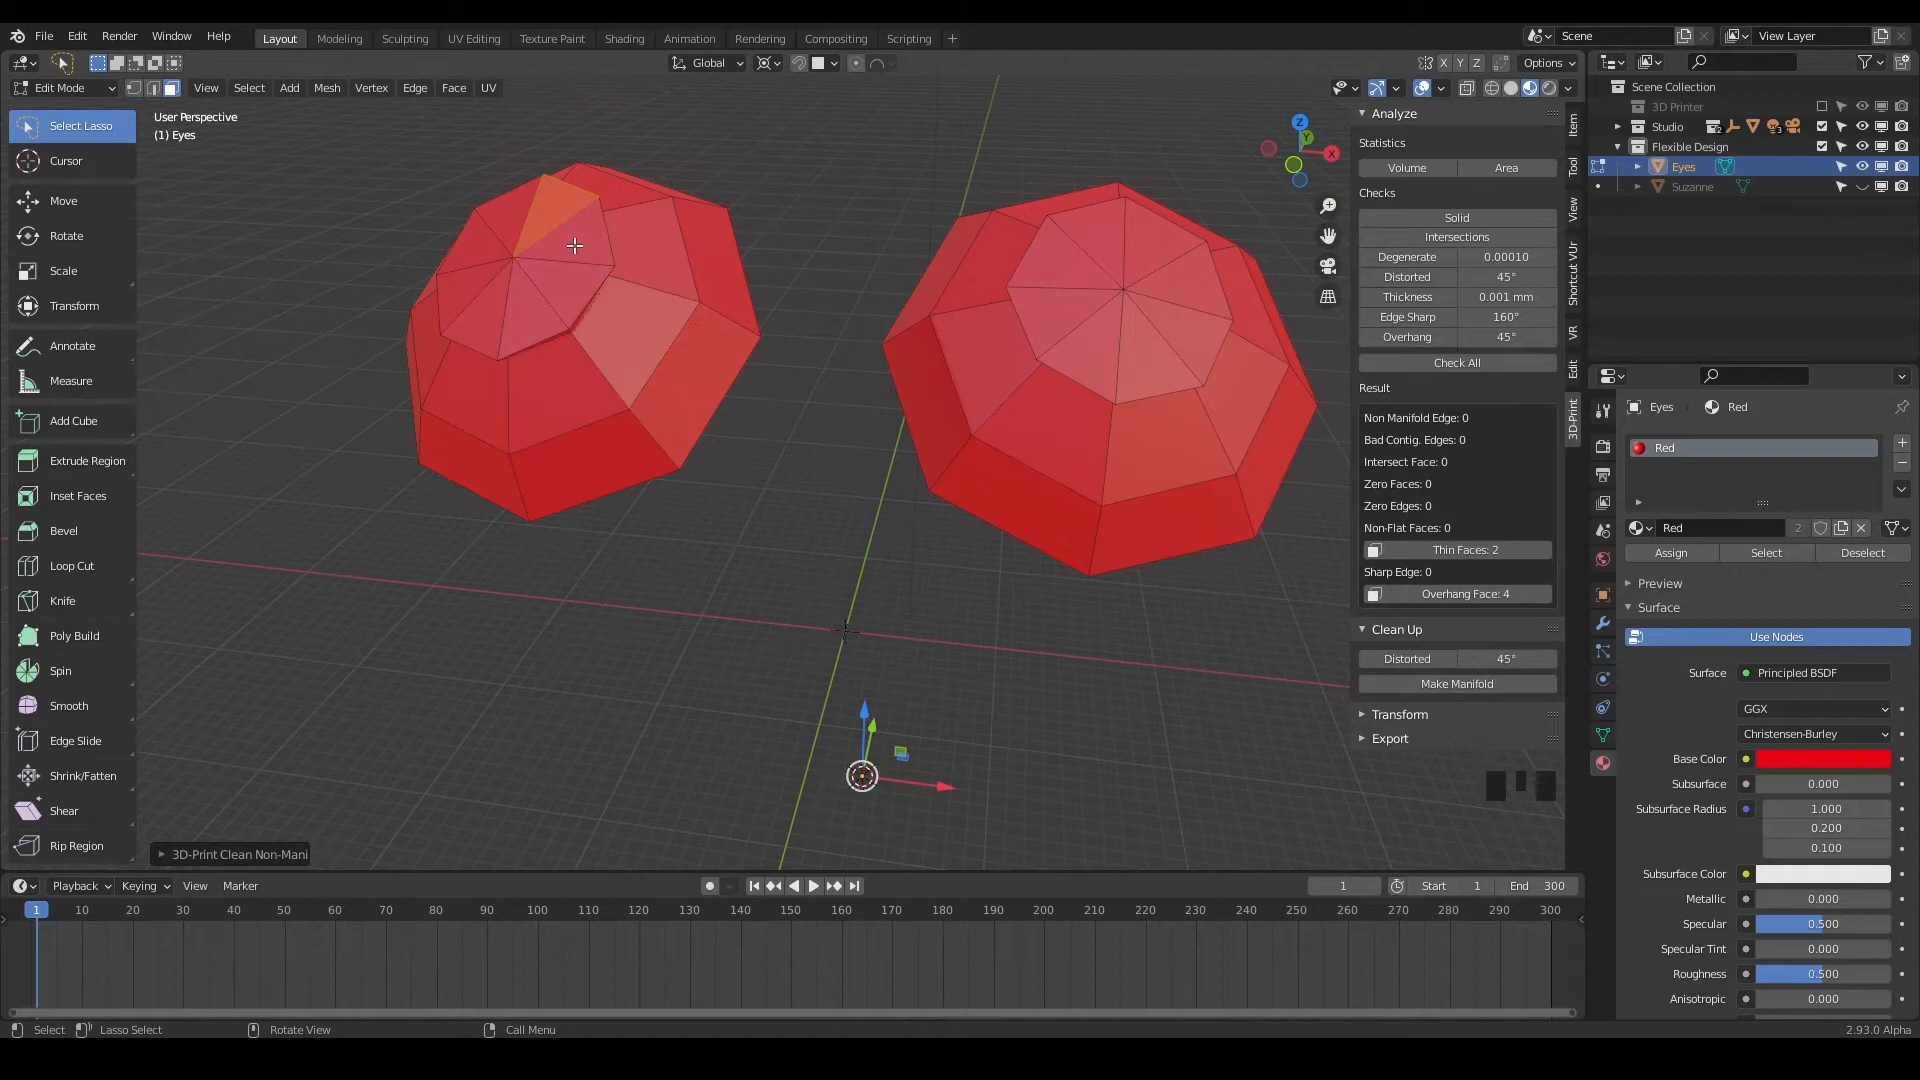 File Edit Render Window Help
Layout Modeling Sculpting UV Editing Texture Paint Shading Animation Rendering Compositing Scripting +
Scene
View Layer
Global
X Y Z
Options
Edit Mode
View Select Add Mesh Vertex Edge Face UV
User Perspective
(1) Eyes
Select Lasso
Cursor
Move
Rotate
Scale
Transform
Annotate
Measure
Add Cube
Extrude Region
Inset Faces
Bevel
Loop Cut
Knife
Poly Build
Spin
Smooth
Edge Slide
Shrink/Fatten
Shear
Rip Region
3D-Print Clean Non-Mani
Z
Y
X
Analyze
Statistics
Volume Area
Checks
Solid
Intersections
Degenerate 0.00010
Distorted 45°
Thickness 0.001 mm
Edge Sharp 160°
Overhang 45°
Check All
Result
Non Manifold Edge: 0
Bad Contig. Edges: 0
Intersect Face: 0
Zero Faces: 0
Zero Edges: 0
Non-Flat Faces: 0
Thin Faces: 2
Sharp Edge: 0
Overhang Face: 4
Clean Up
Distorted 45°
Make Manifold
Transform
Export
Item
Tool
View
Shortcut VUr
VR
Edit
3D-Print
Scene Collection
3D Printer
Studio 2 3
Flexible Design
Eyes
Suzanne
Eyes Red
Red
Red 2
Assign Select Deselect
Preview
Surface
Use Nodes
Surface Principled BSDF
GGX
Christensen-Burley
Base Color
Subsurface 0.000
Subsurface Radius 1.000
0.200
0.100
Subsurface Color
Metallic 0.000
Specular 0.500
Specular Tint 0.000
Roughness 0.500
Anisotropic 0.000
Playback Keying View Marker
1
Start 1 End 300
1 10 20 30 40 50 60 70 80 90 100 110 120 130 140 150 160 170 180 190 200 210 220 230 240 250 260 270 280 290 300
Select Lasso Select Rotate View Call Menu
2.93.0 Alpha